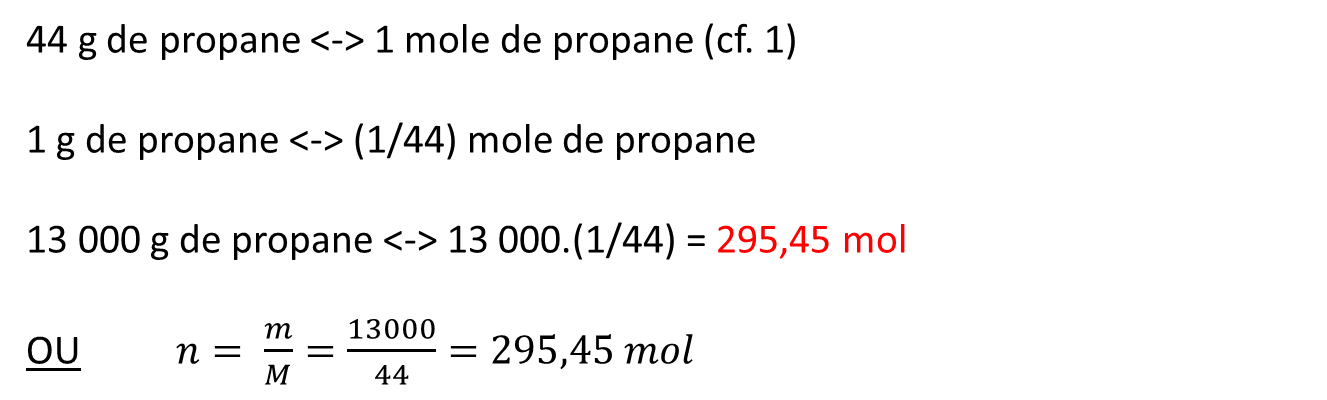 44 g de propane <-> 1 mole de propane (cf. 1)
1 g de propane <-> (1/44) mole de propane
13 000 g de propane <-> 13 000.(1/44) = 295,45 mol
OU n = m/M = 13000/44 = 295,45 mol